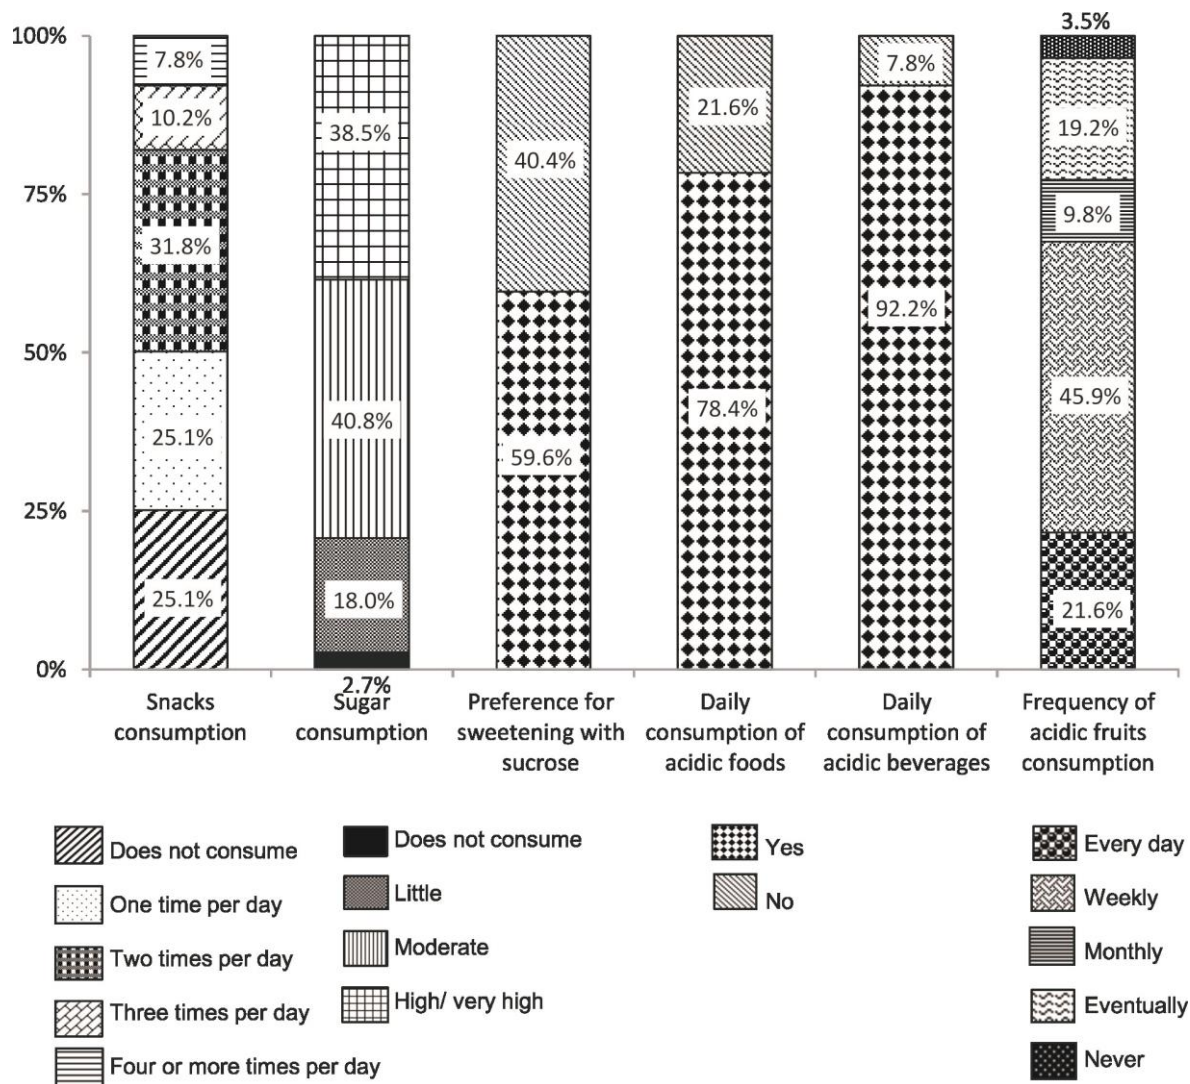 100%
75%
50%
25%
0%
7.8%
10.2%
31.8%
25.1%
25.1%
38.5%
40.8%
18.0%
2.7%
40.4%
59.6%
21.6%
78.4%
7.8%
92.2%
3.5%
19.2%
9.8%
45.9%
21.6%
Snacks
consumption
Sugar
consumption
Preference for
sweetening with
sucrose
Daily
consumption of
acidic foods
Daily
consumption of
acidic beverages
Frequency of
acidic fruits
consumption
Does not consume
One time per day
Two times per day
Three times per day
Four or more times per day
Does not consume
Little
Moderate
High/ very high
Yes
No
Every day
Weekly
Monthly
Eventually
Never